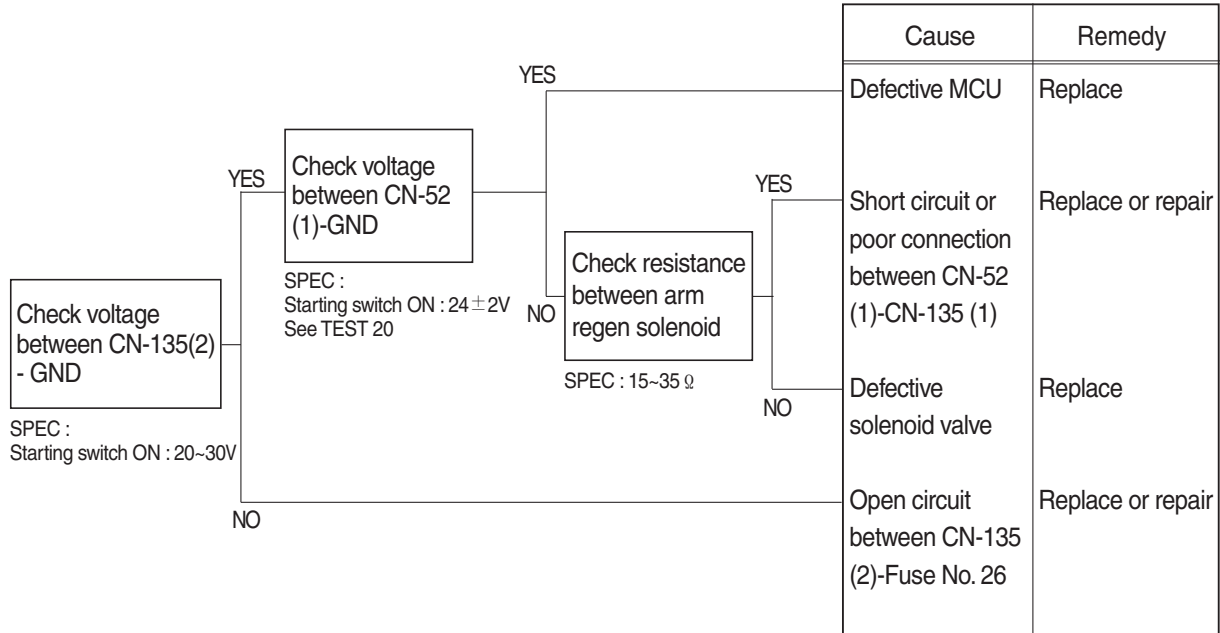 Cause
Remedy
YES
Defective MCU
Replace
Check voltage
between CN-52
(1)-GND
YES
SPEC :
Starting switch ON : 24±2V
See TEST 20
YES
Short circuit or
poor connection
between CN-52
(1)-CN-135 (1)
Replace or repair
Check resistance
between arm
regen solenoid
NO
SPEC : 15~35 Ω
Check voltage
between CN-135(2)
- GND
SPEC :
Starting switch ON : 20~30V
NO
Defective
solenoid valve
Replace
NO
Open circuit
between CN-135
(2)-Fuse No. 26
Replace or repair